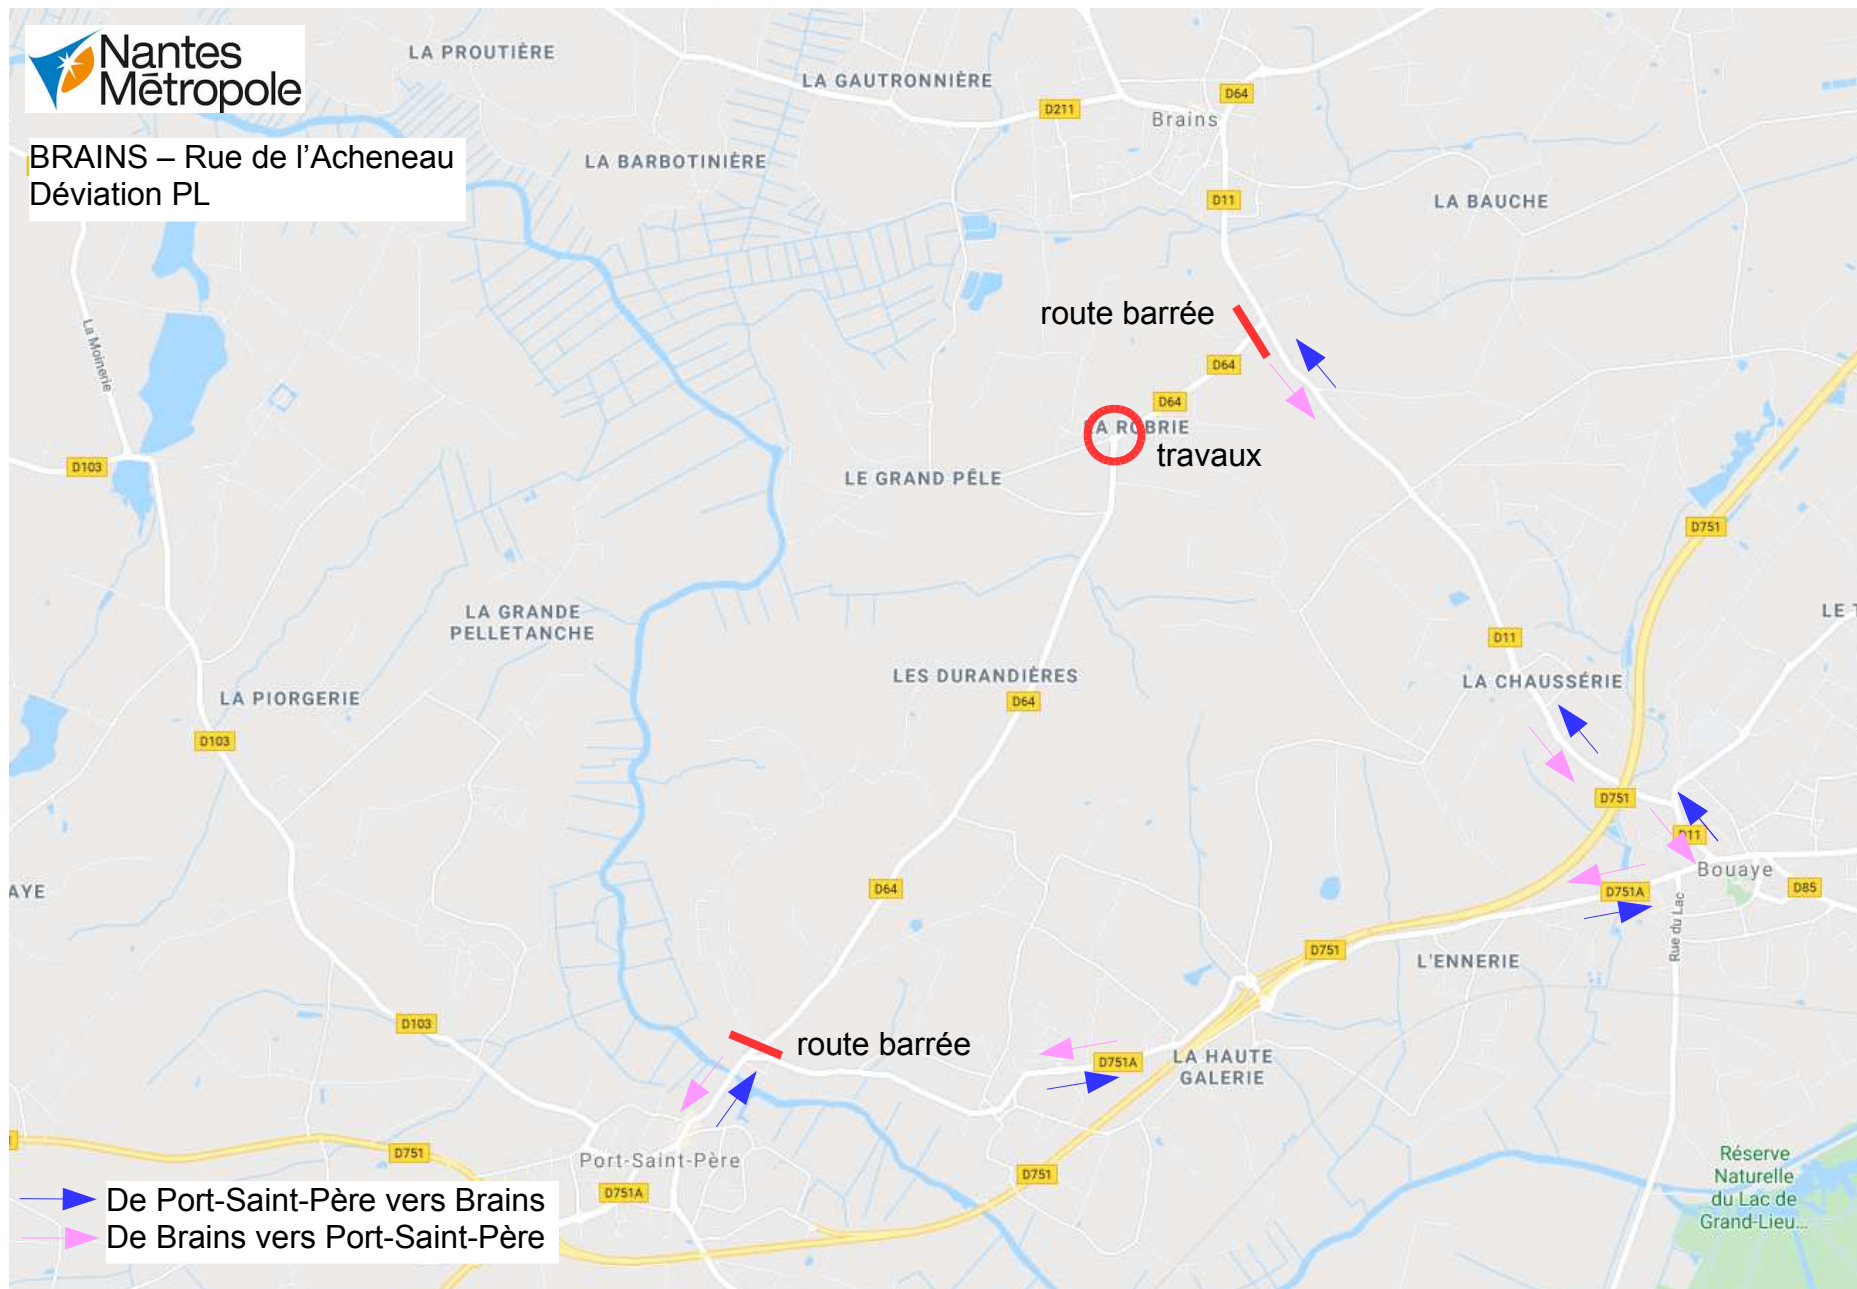 Nantes
Métropole
BRAINS – Rue de l'Acheneau
Déviation PL
LA PROUTIÈRE
LA GAUTRONNIÈRE
D64
D211
Brains
LA BARBOTINIÈRE
D11
LA BAUCHE
route barrée
La Moinerie
D64
D64
LA ROBRIE
travaux
D103
LE GRAND PÊLE
D751
LA GRANDE
PELLETANCHE
LE
D11
LES DURANDIÈRES
LA CHAUSSÉRIE
LA PIORGERIE
D64
D103
D751
D11
Bouaye
D64
D751A
D85
AYE
Rue du Lac
D751
L'ENNERIE
D103
route barrée
D751A
LA HAUTE
GALERIE
D751
Port-Saint-Père
D751
D751A
Réserve
Naturelle
du Lac de
Grand-Lieu...
De Port-Saint-Père vers Brains
De Brains vers Port-Saint-Père